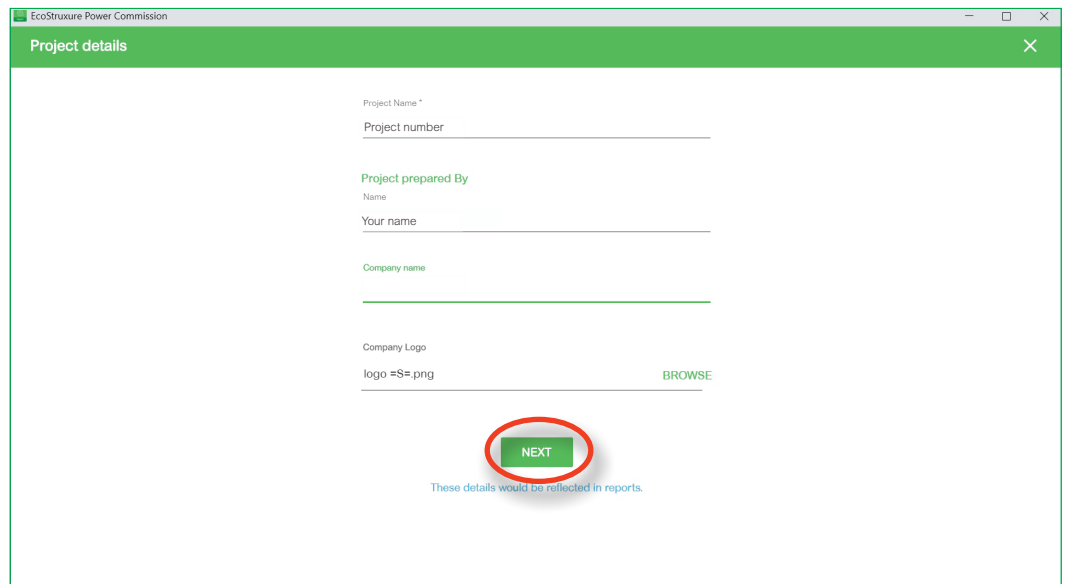 EcoStruxure Power Commission
Project details
Project Name *
Project number
Project prepared By
Name
Your name
Company name
Company Logo
logo =S=.png
BROWSE
NEXT
These details would be reflected in reports.